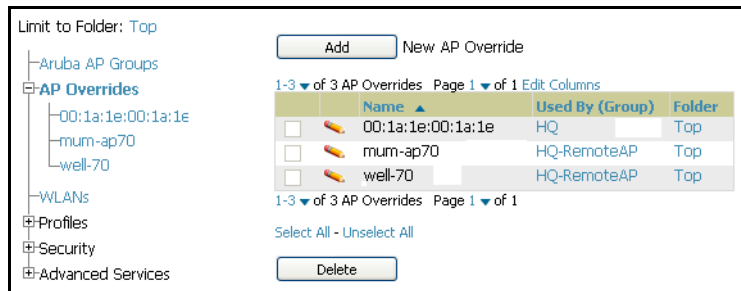 Limit to Folder: Top
Aruba AP Groups
AP Overrides
00:1a:1e:00:1a:1e
mum-ap70
well-70
WLANs
Profiles
Security
Advanced Services
Add New AP Override
1-3 of 3 AP Overrides Page 1 of 1 Edit Columns
Name Used By (Group) Folder
00:1a:1e:00:1a:1e HQ Top
mum-ap70 HQ-RemoteAP Top
well-70 HQ-RemoteAP Top
1-3 of 3 AP Overrides Page 1 of 1
Select All - Unselect All
Delete